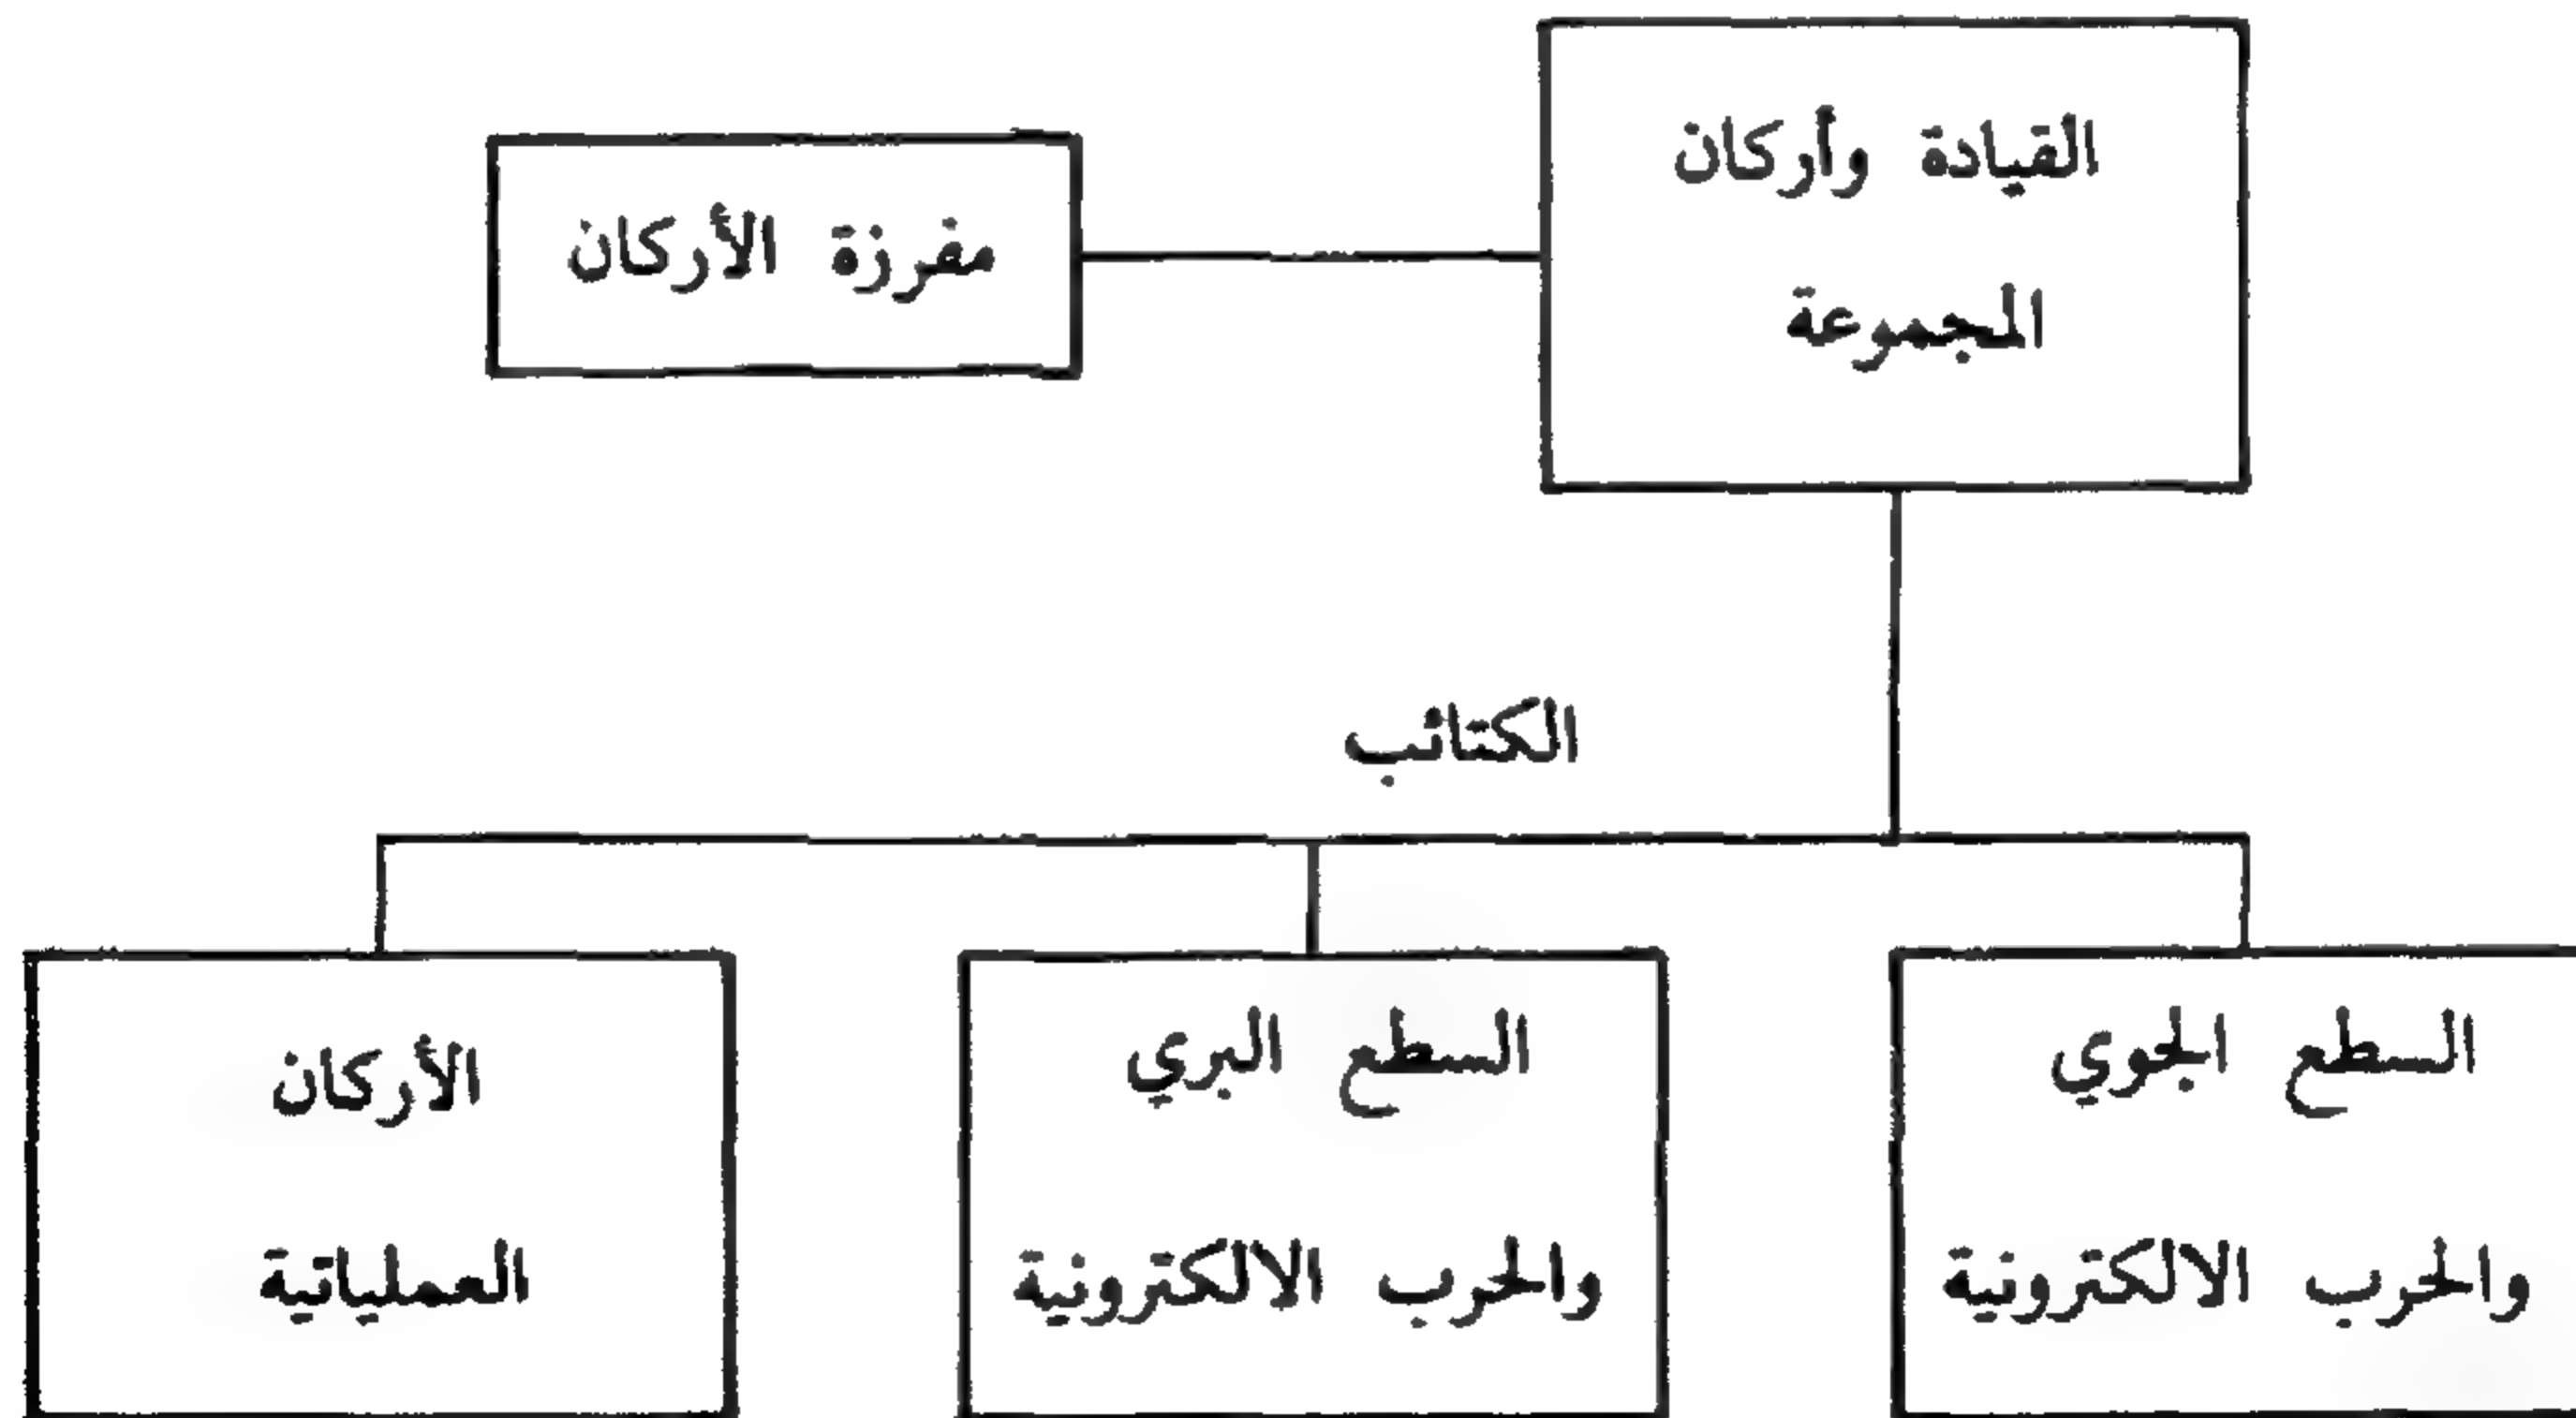 القيادة وأركان
المجموعة
مفرزة الأركان
الكتائب
السطع الجوي
والحرب الالكترونية
السطع البري
والحرب الالكترونية
الأركان
العملياتية